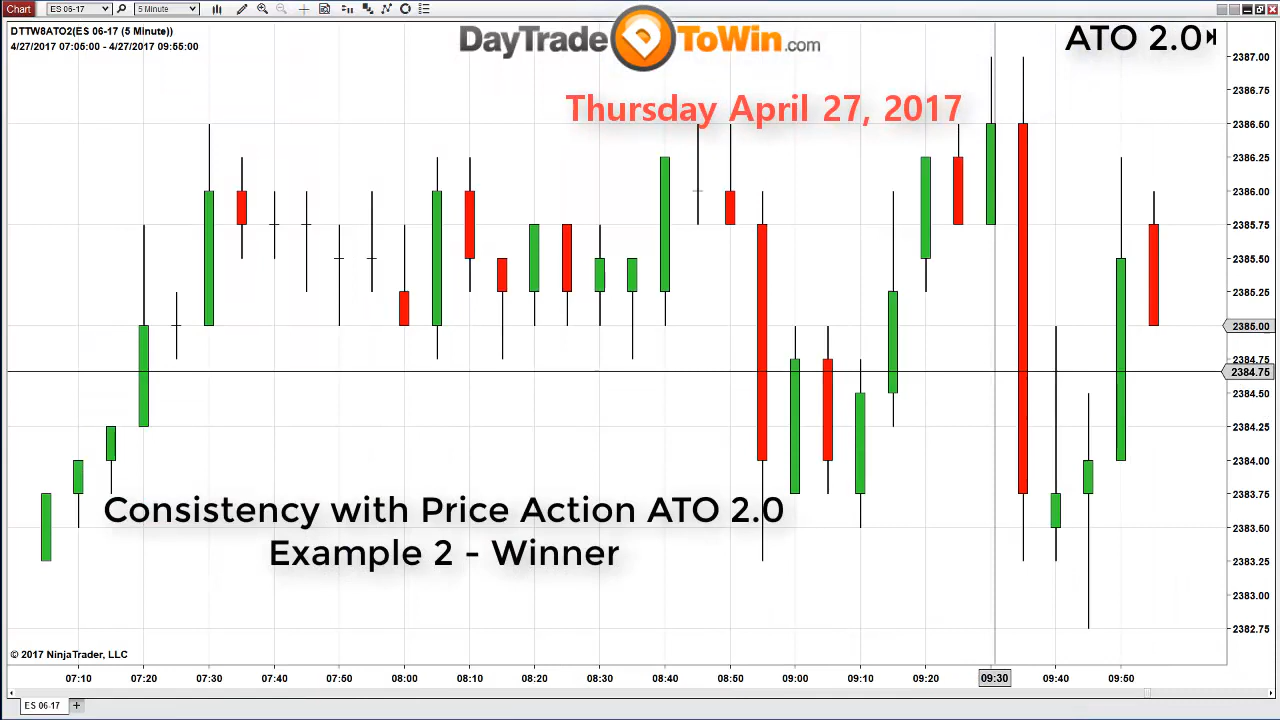 Chart ES 06-17 5 Minute
DTTW8ATO2(ES 06-17 (5 Minute))
4/27/2017 07:05:00 - 4/27/2017 09:55:00
DayTradeToWin.com
ATO 2.0
Thursday April 27, 2017
2387.00
2386.75
2386.50
2386.25
2386.00
2385.75
2385.50
2385.25
2385.00
2384.75
2384.75
2384.50
2384.25
2384.00
2383.75
2383.50
2383.25
2383.00
2382.75
Consistency with Price Action ATO 2.0
Example 2 - Winner
© 2017 NinjaTrader, LLC
07:10 07:20 07:30 07:40 07:50 08:00 08:10 08:20 08:30 08:40 08:50 09:00 09:10 09:20 09:30 09:40 09:50
ES 06-17 +